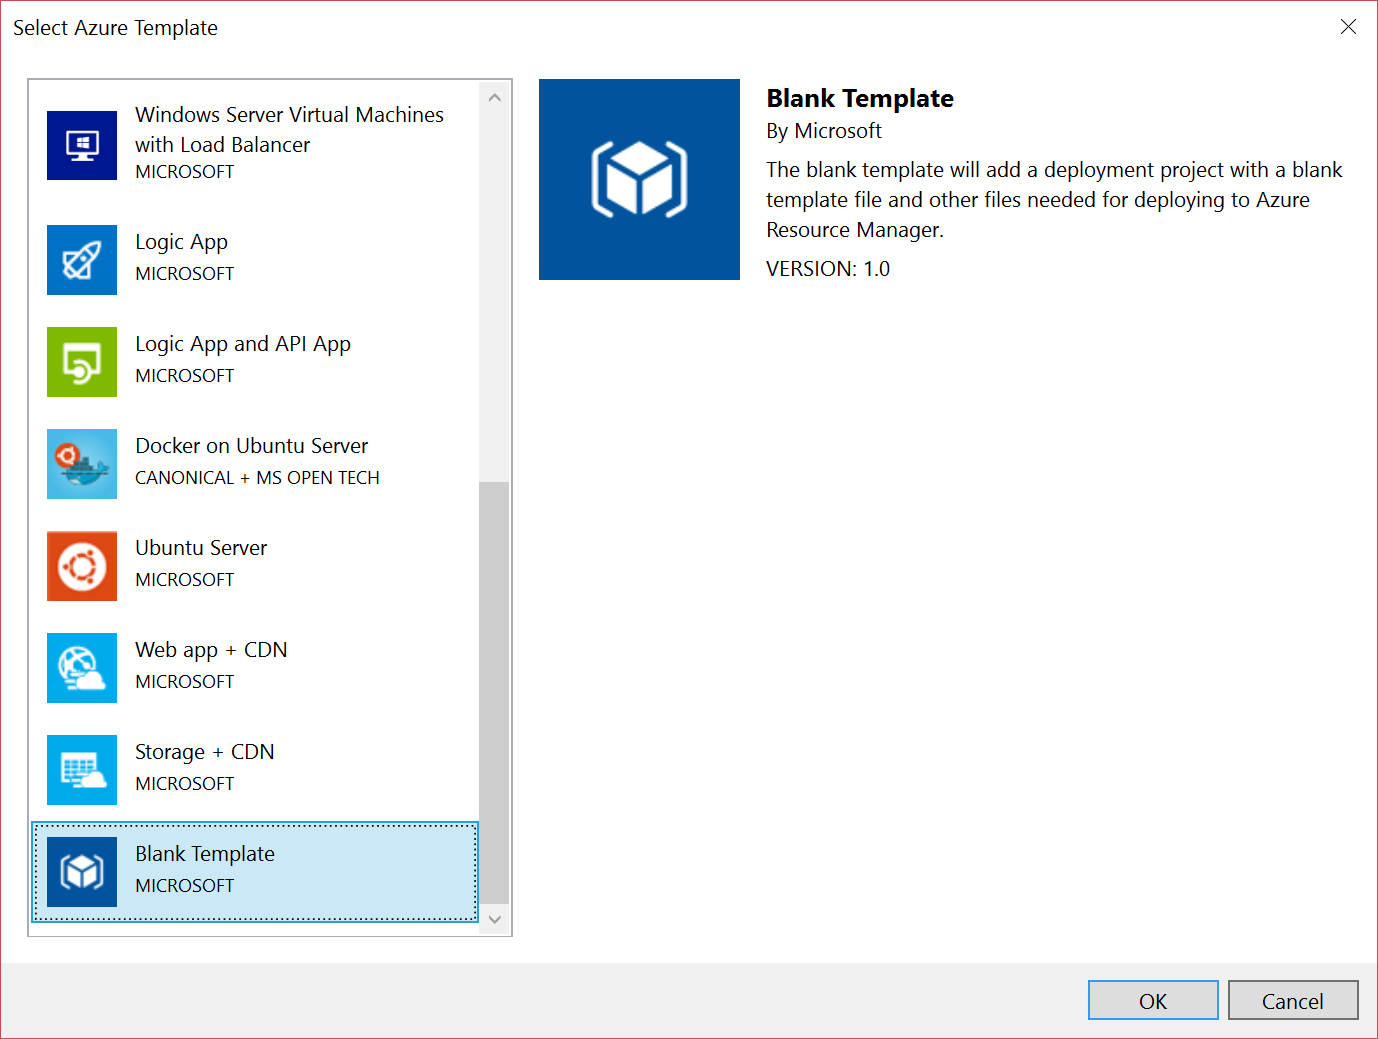 Select Azure Template
Windows Server Virtual Machines
with Load Balancer
MICROSOFT
Logic App
MICROSOFT
Logic App and API App
MICROSOFT
Docker on Ubuntu Server
CANONICAL + MS OPEN TECH
Ubuntu Server
MICROSOFT
Web app + CDN
MICROSOFT
Storage + CDN
MICROSOFT
Blank Template
MICROSOFT
Blank Template
By Microsoft
The blank template will add a deployment project with a blank
template file and other files needed for deploying to Azure
Resource Manager.
VERSION: 1.0
OK
Cancel